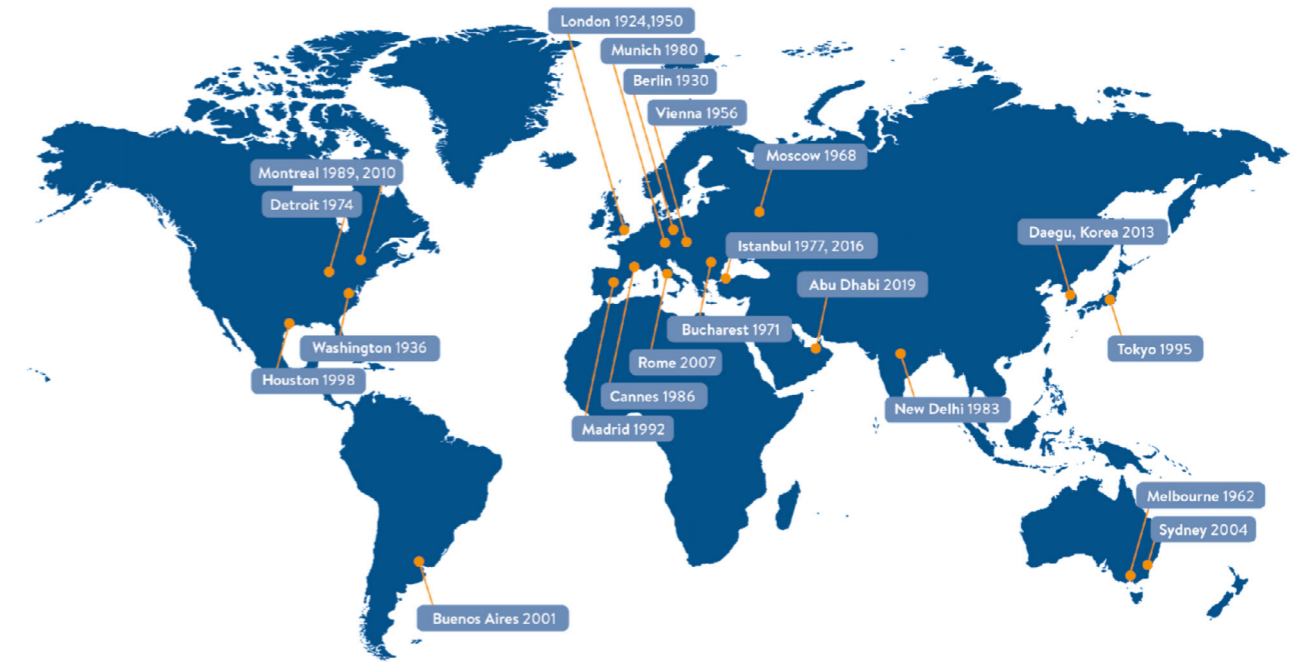 London 1924,1950
Munich 1980
Berlin 1930
Vienna 1956
Moscow 1968
Montreal 1989, 2010
Detroit 1974
Daegu, Korea 2013
Istanbul 1977, 2016
Abu Dhabi 2019
Bucharest 1971
Washington 1936
Tokyo 1995
Rome 2007
Houston 1998
Cannes 1986
New Delhi 1983
Madrid 1992
Melbourne 1962
Sydney 2004
Buenos Aires 2001